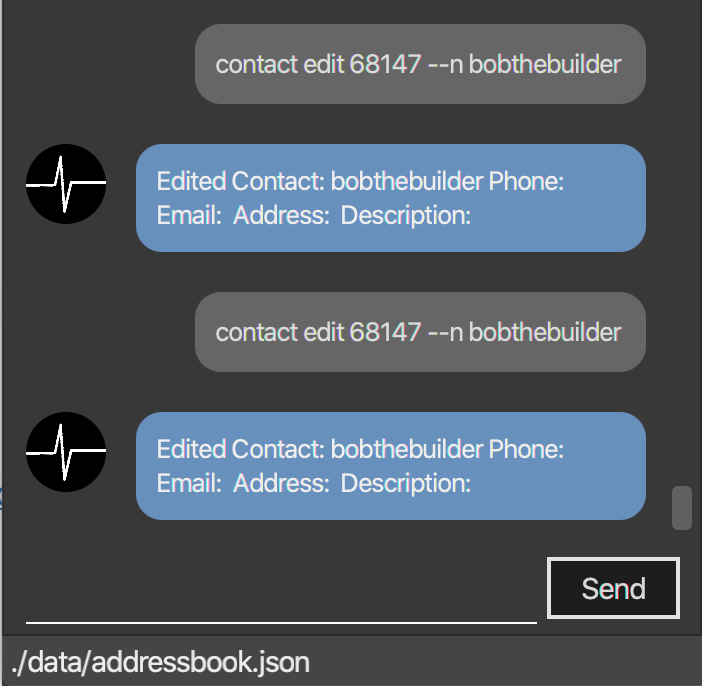 contact edit 68147 --n bobthebuilder
Edited Contact: bobthebuilder Phone:
Email:  Address:  Description:
contact edit 68147 --n bobthebuilder
Edited Contact: bobthebuilder Phone:
Email:  Address:  Description:
Send
./data/addressbook.json